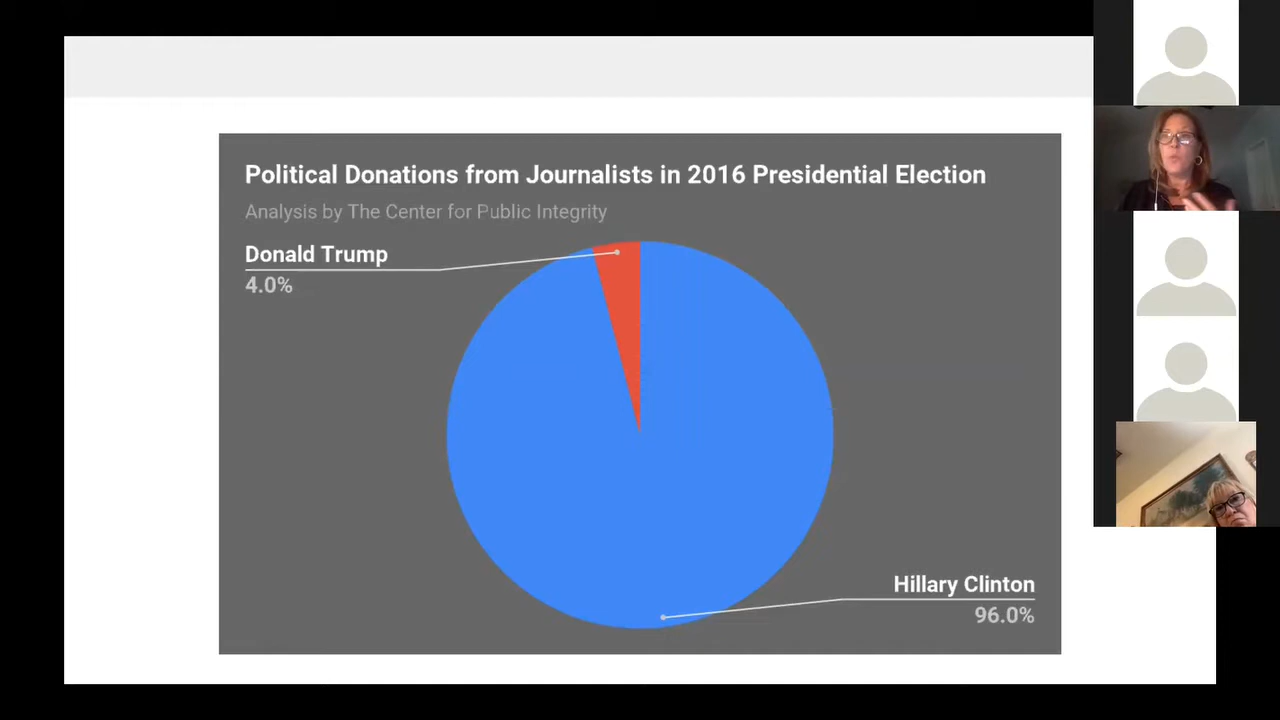 Political Donations from Journalists in 2016 Presidential Election
Analysis by The Center for Public Integrity
Donald Trump
4.0%
Hillary Clinton
96.0%